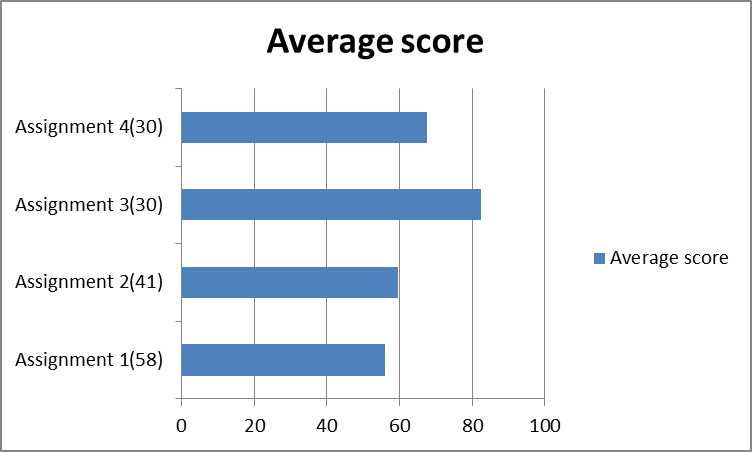 Average score
Assignment 4(30)
Assignment 3(30)
Assignment 2(41)
Assignment 1(58)
Average score
0 20 40 60 80 100